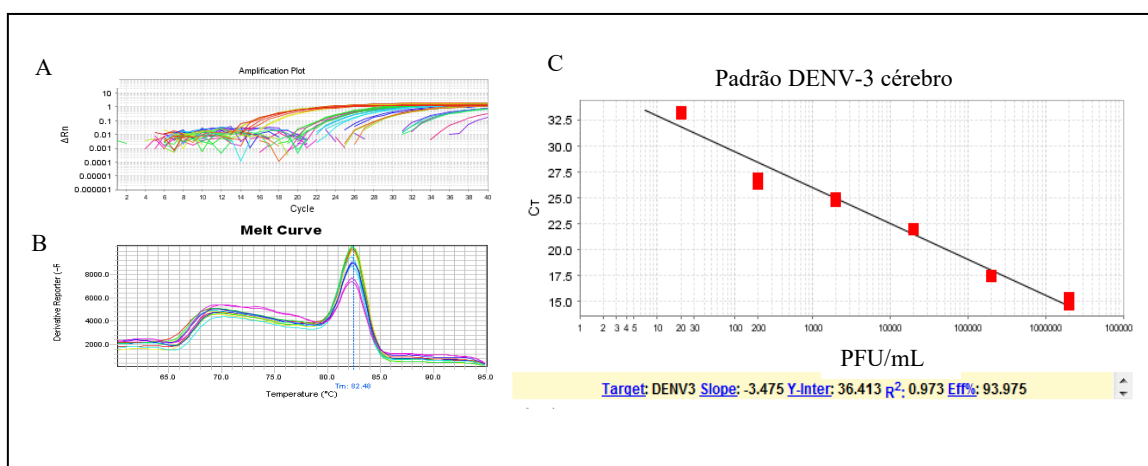 A
Amplification Plot
10
1
0.1
0.01
0.001
0.0001
0.00001
0.000001
ΔRn
2 4 6 8 10 12 14 16 18 20 22 24 26 28 30 32 34 36 38 40
Cycle
B
Melt Curve
8000.0
6000.0
4000.0
2000.0
Derivative Reporter (-R
65.0 70.0 75.0 80.0 85.0 90.0 95.0
Tm: 82.48
Temperature (°C)
C
Padrão DENV-3 cérebro
32.5
30.0
27.5
25.0
22.5
20.0
17.5
15.0
CT
1 2 3 4 5 10 20 30 100 200 1000 10000 100000 1000000 100000
PFU/mL
Target: DENV3 Slope: -3.475 Y-Inter: 36.413 R²: 0.973 Eff%: 93.975